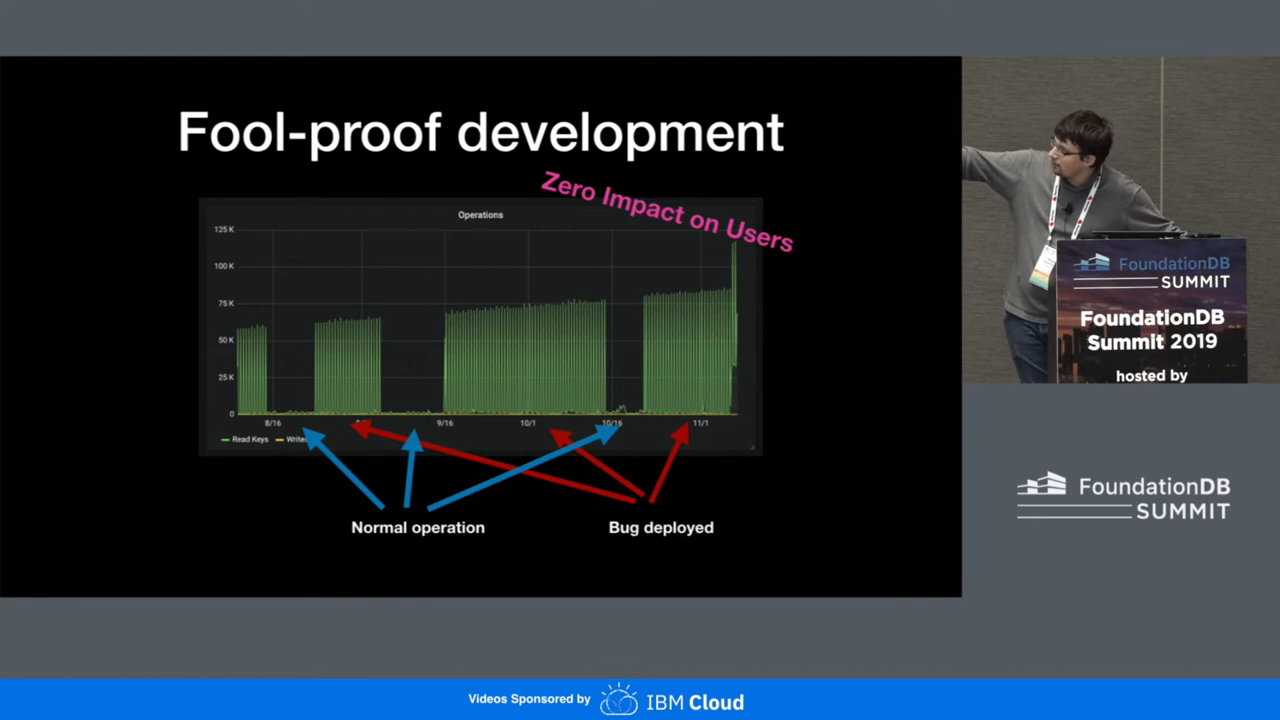 Fool-proof development
Zero Impact on Users
Operations
125 K
100 K
75 K
50 K
25 K
0
8/16
9/16
10/1
10/16
11/1
Read Keys
Normal operation
Bug deployed
FoundationDB
SUMMIT
FoundationDB
Summit 2019
hosted by
FoundationDB
SUMMIT
Videos Sponsored by
IBM Cloud